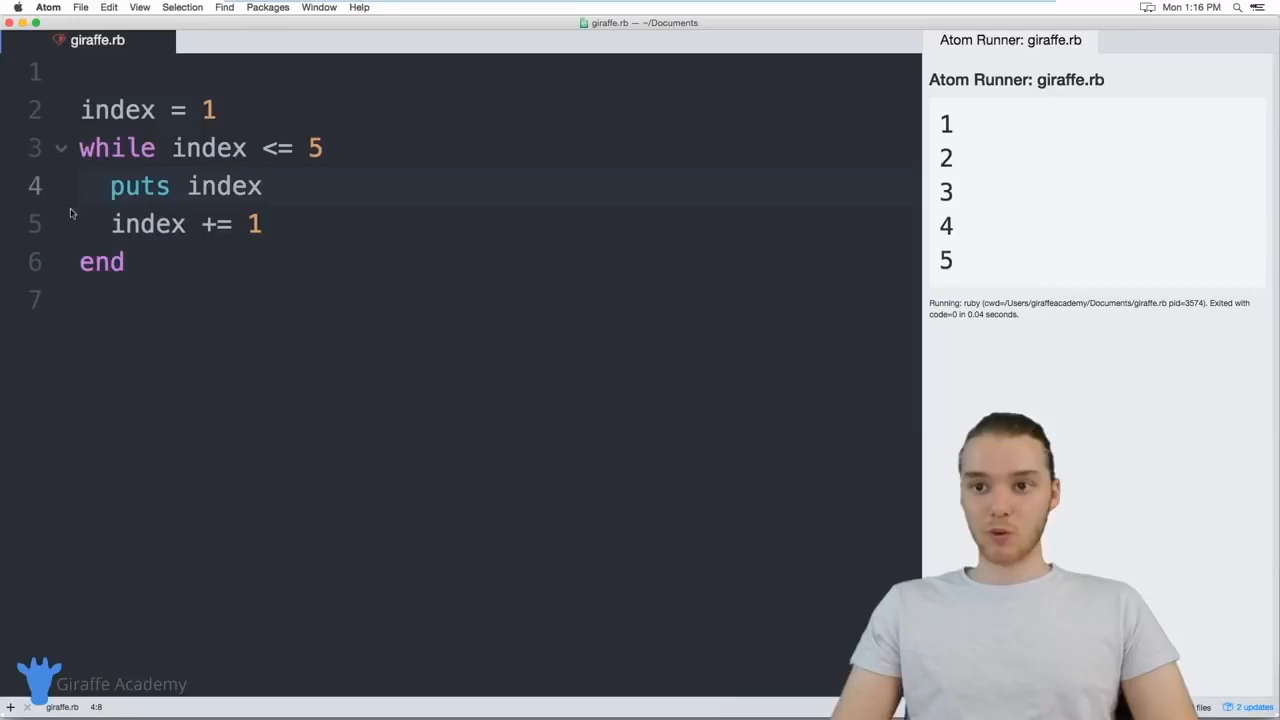 Atom File Edit View Selection Find Packages Window Help Mon 1:16 PM
giraffe.rb — ~/Documents
giraffe.rb
Atom Runner: giraffe.rb
Atom Runner: giraffe.rb
1
2 index = 1
3 while index <= 5
4 puts index
5 index += 1
6 end
7
1
2
3
4
5
Running: ruby (cwd=/Users/giraffeacademy/Documents/giraffe.rb pid=3574). Exited with
code=0 in 0.04 seconds.
Giraffe Academy
giraffe.rb 4:8 files 2 updates